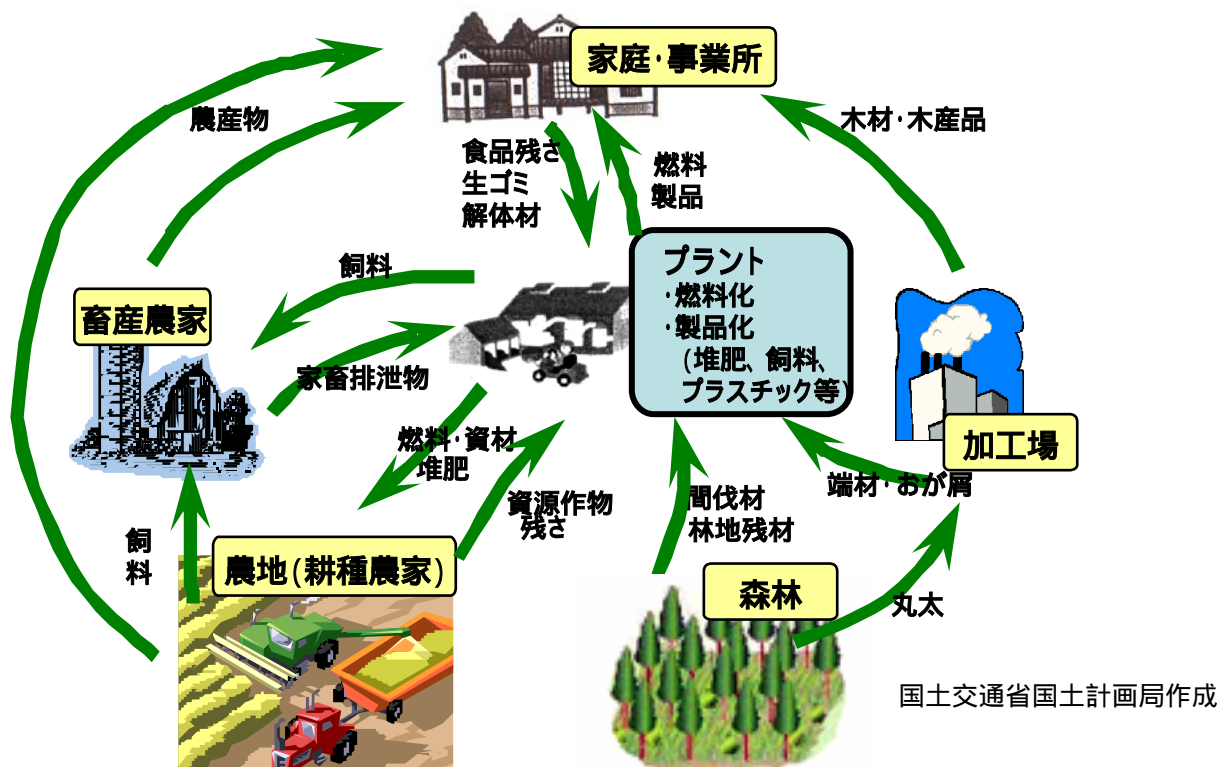 家庭･事業所
農産物
木材･木産品
食品残さ
生ゴミ
解体材
燃料
製品
飼料
プラント
･燃料化
･製品化
(堆肥、飼料、
プラスチック等)
畜産農家
家畜排泄物
加工場
燃料･資材
堆肥
端材･おが屑
資源作物
残さ
間伐材
林地残材
飼
料
農地(耕種農家)
森林
丸太
国土交通省国土計画局作成